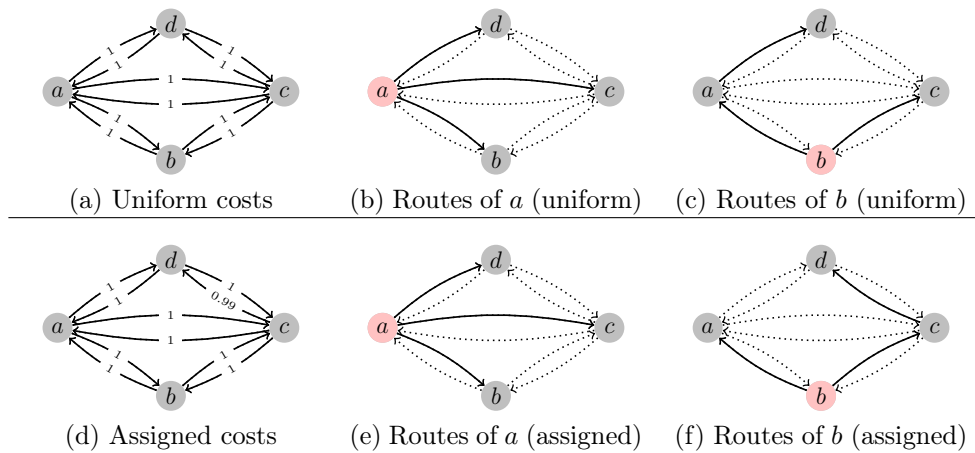 d d d
1 1 1 1
a 1 c a c a c
1
1 1 1 1
b b b
(a) Uniform costs (b) Routes of a (uniform) (c) Routes of b (uniform)
d d d
1 1 1 0.99
a 1 c a c a c
1
1 1 1 1
b b b
(d) Assigned costs (e) Routes of a (assigned) (f) Routes of b (assigned)